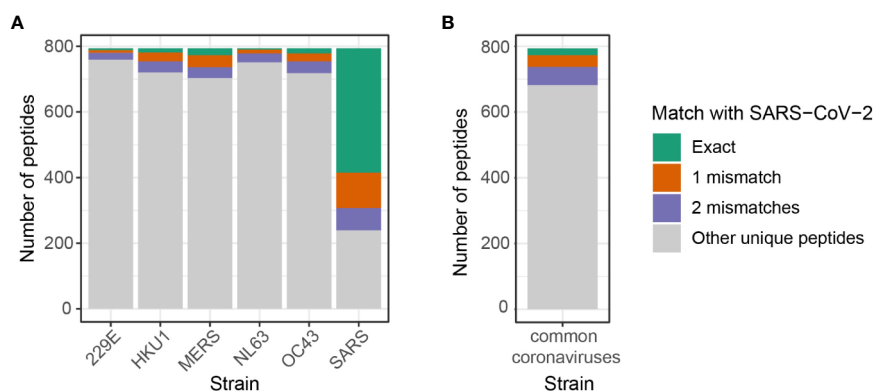 A
Number of peptides
800
600
400
200
0
229E
HKU1
MERS
NL63
OC43
SARS
Strain
B
Number of peptides
800
600
400
200
0
common
coronaviruses
Strain
Match with SARS−CoV−2
Exact
1 mismatch
2 mismatches
Other unique peptides